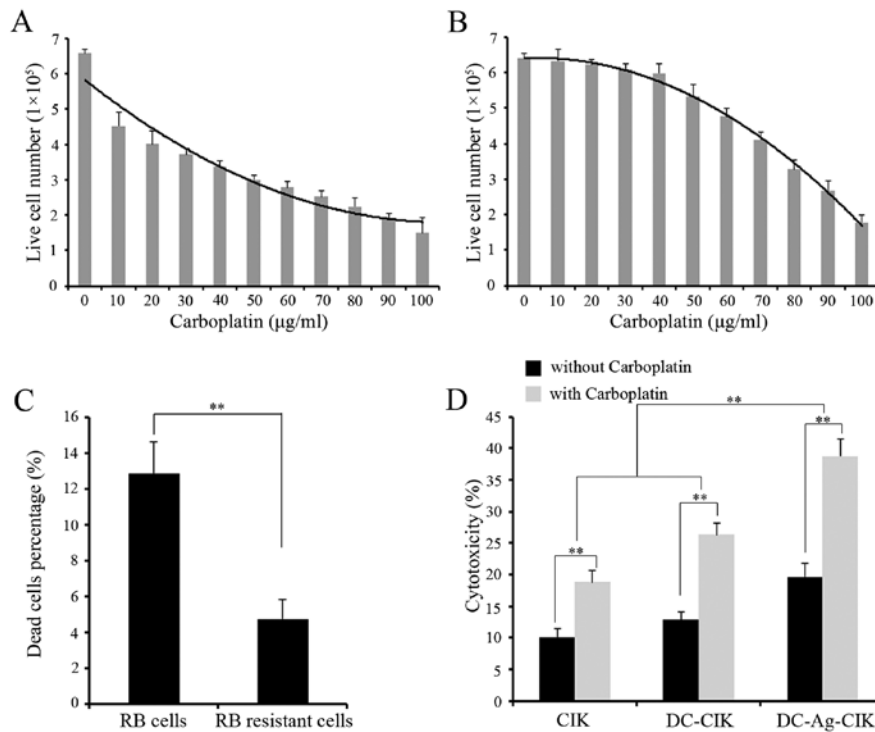 A
Live cell number (1×10⁵)
7
6
5
4
3
2
1
0
0 10 20 30 40 50 60 70 80 90 100
Carboplatin (μg/ml)
B
Live cell number (1×10⁵)
7
6
5
4
3
2
1
0
0 10 20 30 40 50 60 70 80 90 100
Carboplatin (μg/ml)
C
Dead cells percentage (%)
16
14
12
10
8
6
4
2
0
**
RB cells RB resistant cells
D
without Carboplatin
with Carboplatin
Cytotoxicity (%)
45
40
35
30
25
20
15
10
5
0
**
**
**
**
CIK DC-CIK DC-Ag-CIK